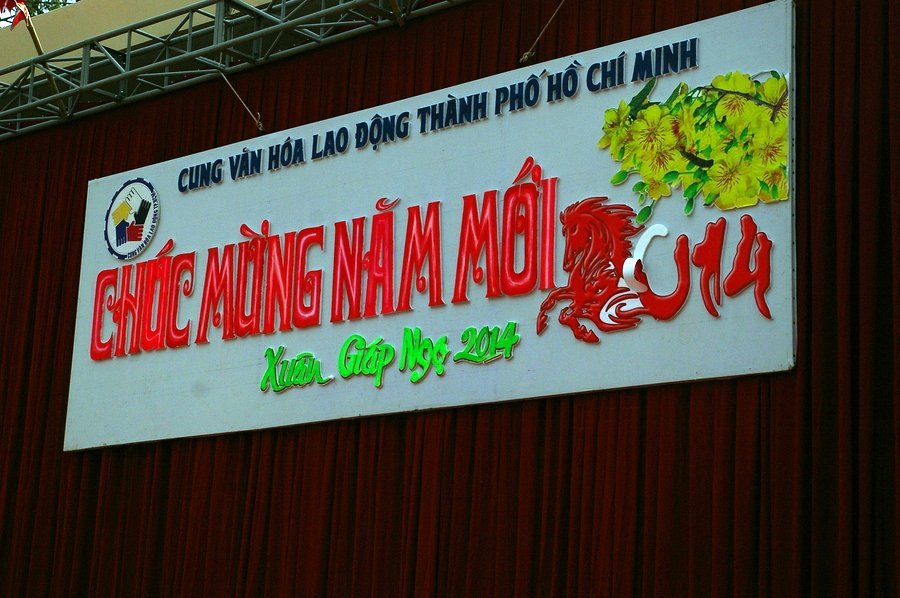 CUNG VĂN HÓA LAO ĐỘNG THÀNH PHỐ HỒ CHÍ MINH
CHÚC MỪNG NĂM MỚI 2014
Xuân Giáp Ngọ 2014